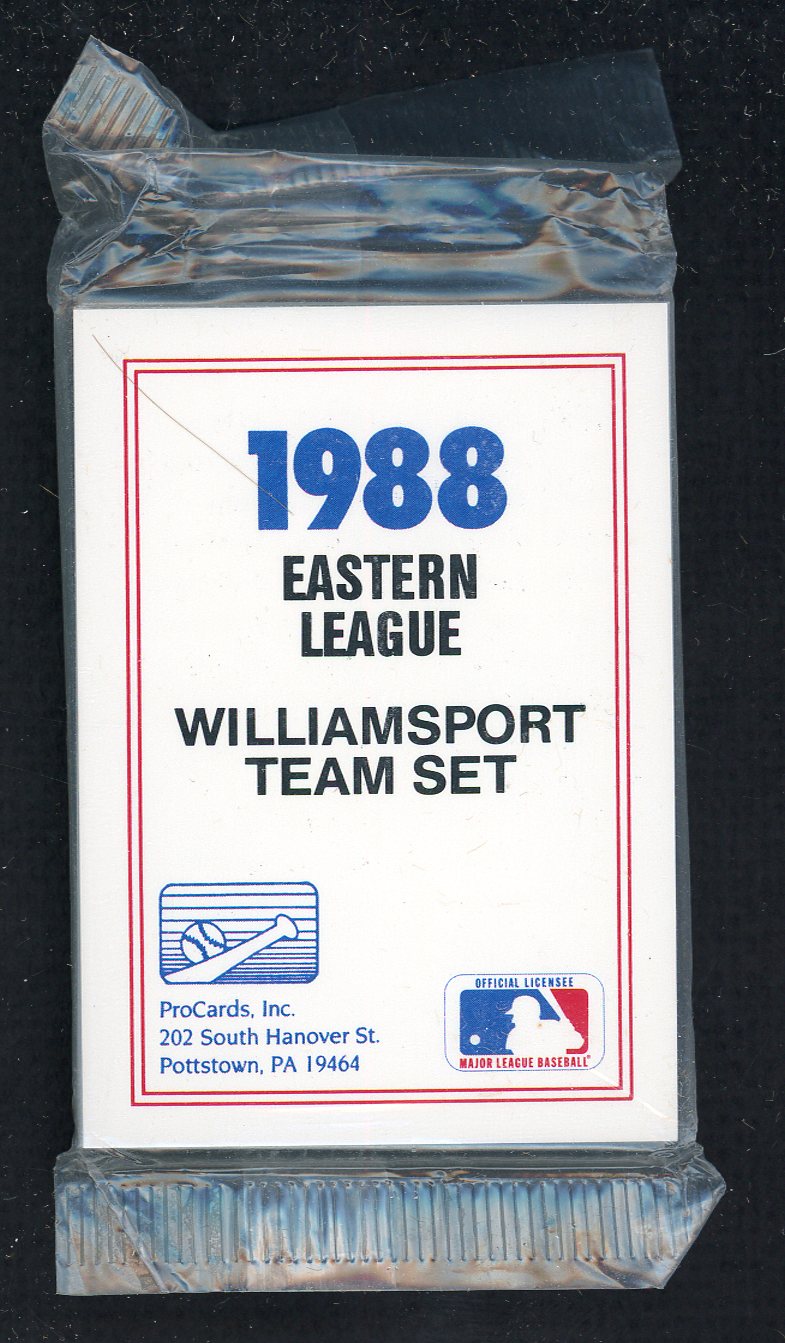 1988
EASTERN
LEAGUE
WILLIAMSPORT
TEAM SET
ProCards, Inc.
202 South Hanover St.
Pottstown, PA 19464
OFFICIAL LICENSEE
MAJOR LEAGUE BASEBALL®